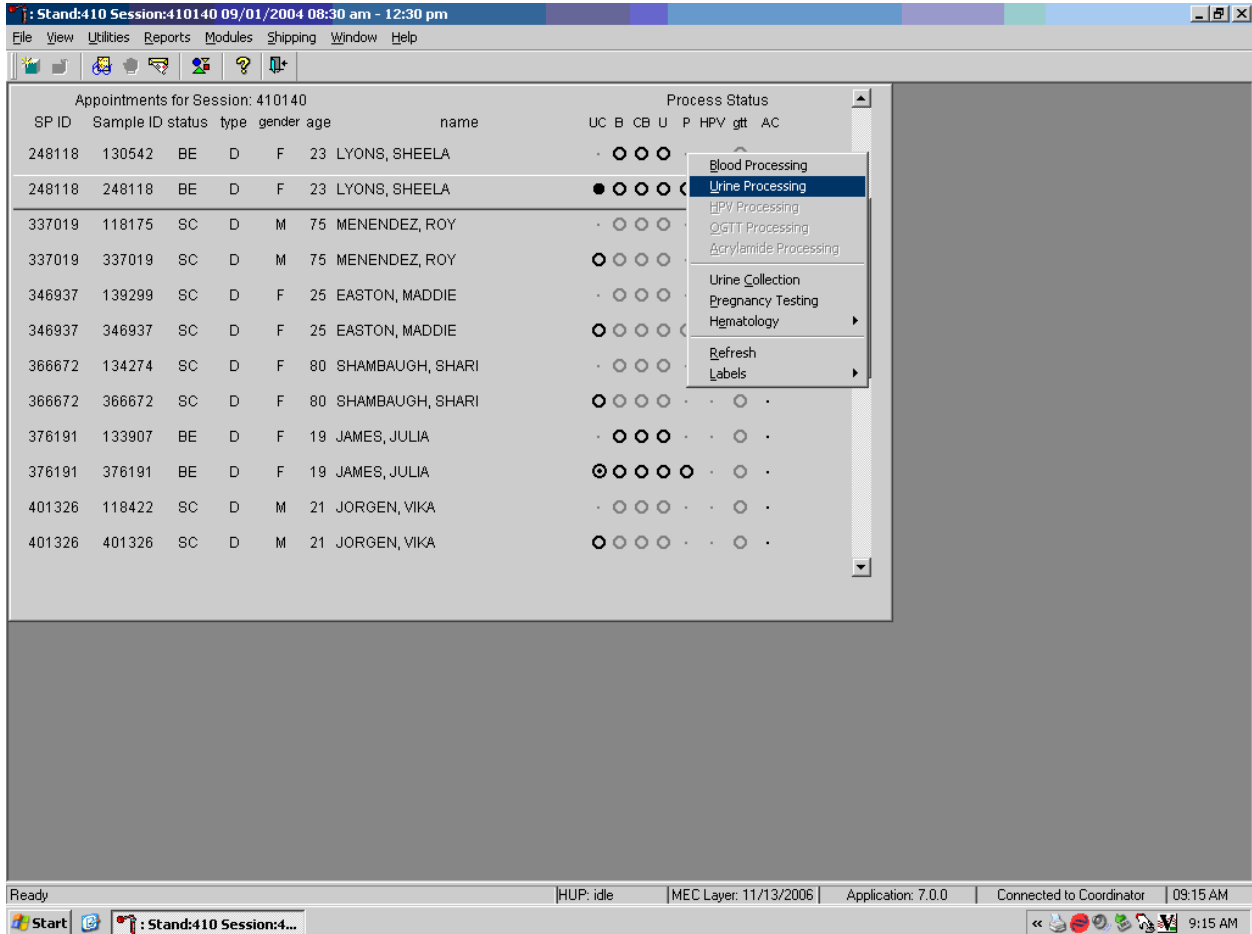 : Stand:410 Session:410140 09/01/2004 08:30 am - 12:30 pm
File View Utilities Reports Modules Shipping Window Help
Appointments for Session: 410140 Process Status
SP ID Sample ID status type gender age name UC B CB U P HPV gtt AC
248118 130542 BE D F 23 LYONS, SHEELA
248118 248118 BE D F 23 LYONS, SHEELA
337019 118175 SC D M 75 MENENDEZ, ROY
337019 337019 SC D M 75 MENENDEZ, ROY
346937 139299 SC D F 25 EASTON, MADDIE
346937 346937 SC D F 25 EASTON, MADDIE
366672 134274 SC D F 80 SHAMBAUGH, SHARI
366672 366672 SC D F 80 SHAMBAUGH, SHARI
376191 133907 BE D F 19 JAMES, JULIA
376191 376191 BE D F 19 JAMES, JULIA
401326 118422 SC D M 21 JORGEN, VIKA
401326 401326 SC D M 21 JORGEN, VIKA
Blood Processing
Urine Processing
HPV Processing
OGTT Processing
Acrylamide Processing
Urine Collection
Pregnancy Testing
Hematology
Refresh
Labels
Ready HUP: idle MEC Layer: 11/13/2006 Application: 7.0.0 Connected to Coordinator 09:15 AM
Start : Stand:410 Session:4... « 9:15 AM